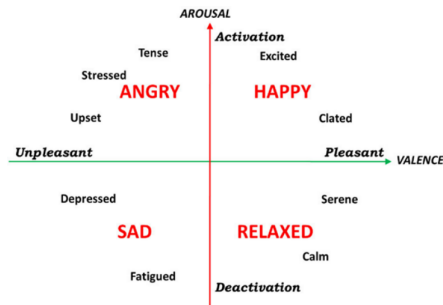 AROUSAL
Activation
Tense
Excited
Stressed
ANGRY
HAPPY
Upset
Clated
Unpleasant
Pleasant
VALENCE
Depressed
Serene
SAD
RELAXED
Calm
Fatigued
Deactivation